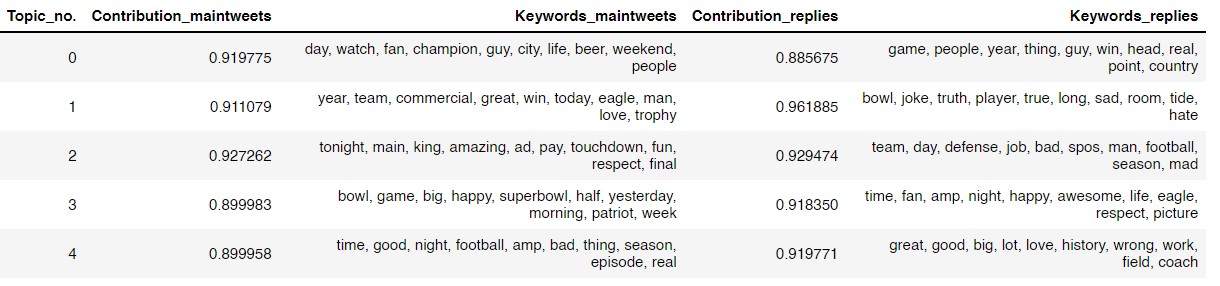 Topic_no. Contribution_maintweets Keywords_maintweets Contribution_replies Keywords_replies
0 0.919775 day, watch, fan, champion, guy, city, life, beer, weekend, people 0.885675 game, people, year, thing, guy, win, head, real, point, country
1 0.911079 year, team, commercial, great, win, today, eagle, man, love, trophy 0.961885 bowl, joke, truth, player, true, long, sad, room, tide, hate
2 0.927262 tonight, main, king, amazing, ad, pay, touchdown, fun, respect, final 0.929474 team, day, defense, job, bad, spos, man, football, season, mad
3 0.899983 bowl, game, big, happy, superbowl, half, yesterday, morning, patriot, week 0.918350 time, fan, amp, night, happy, awesome, life, eagle, respect, picture
4 0.899958 time, good, night, football, amp, bad, thing, season, episode, real 0.919771 great, good, big, lot, love, history, wrong, work, field, coach